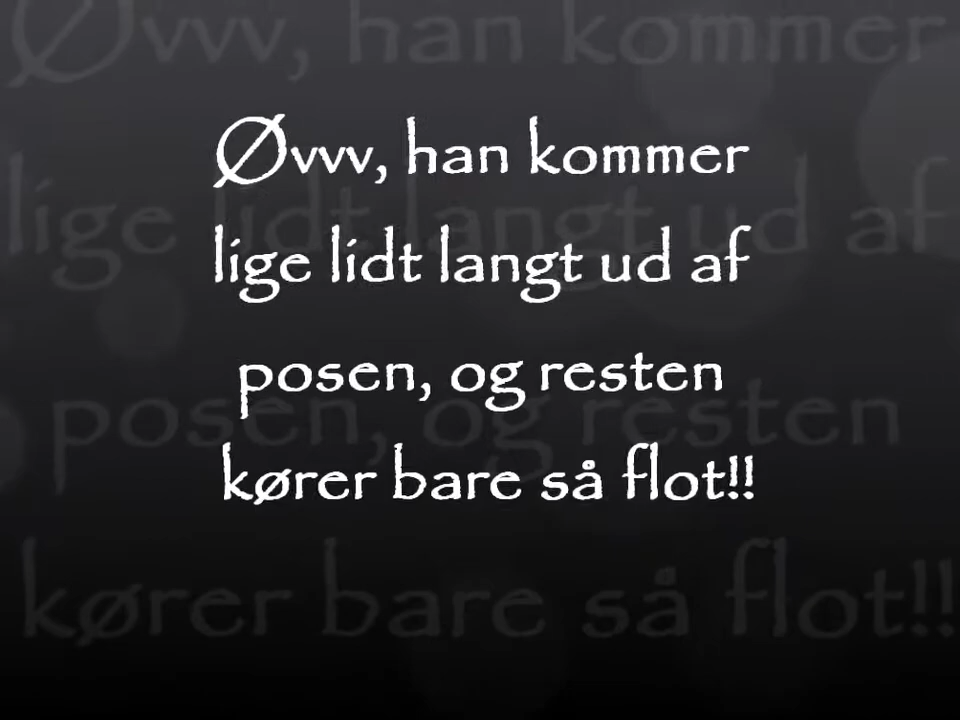 Øvvv, han kommer
lige lidt langt ud af
posen, og resten
kører bare så flot!!